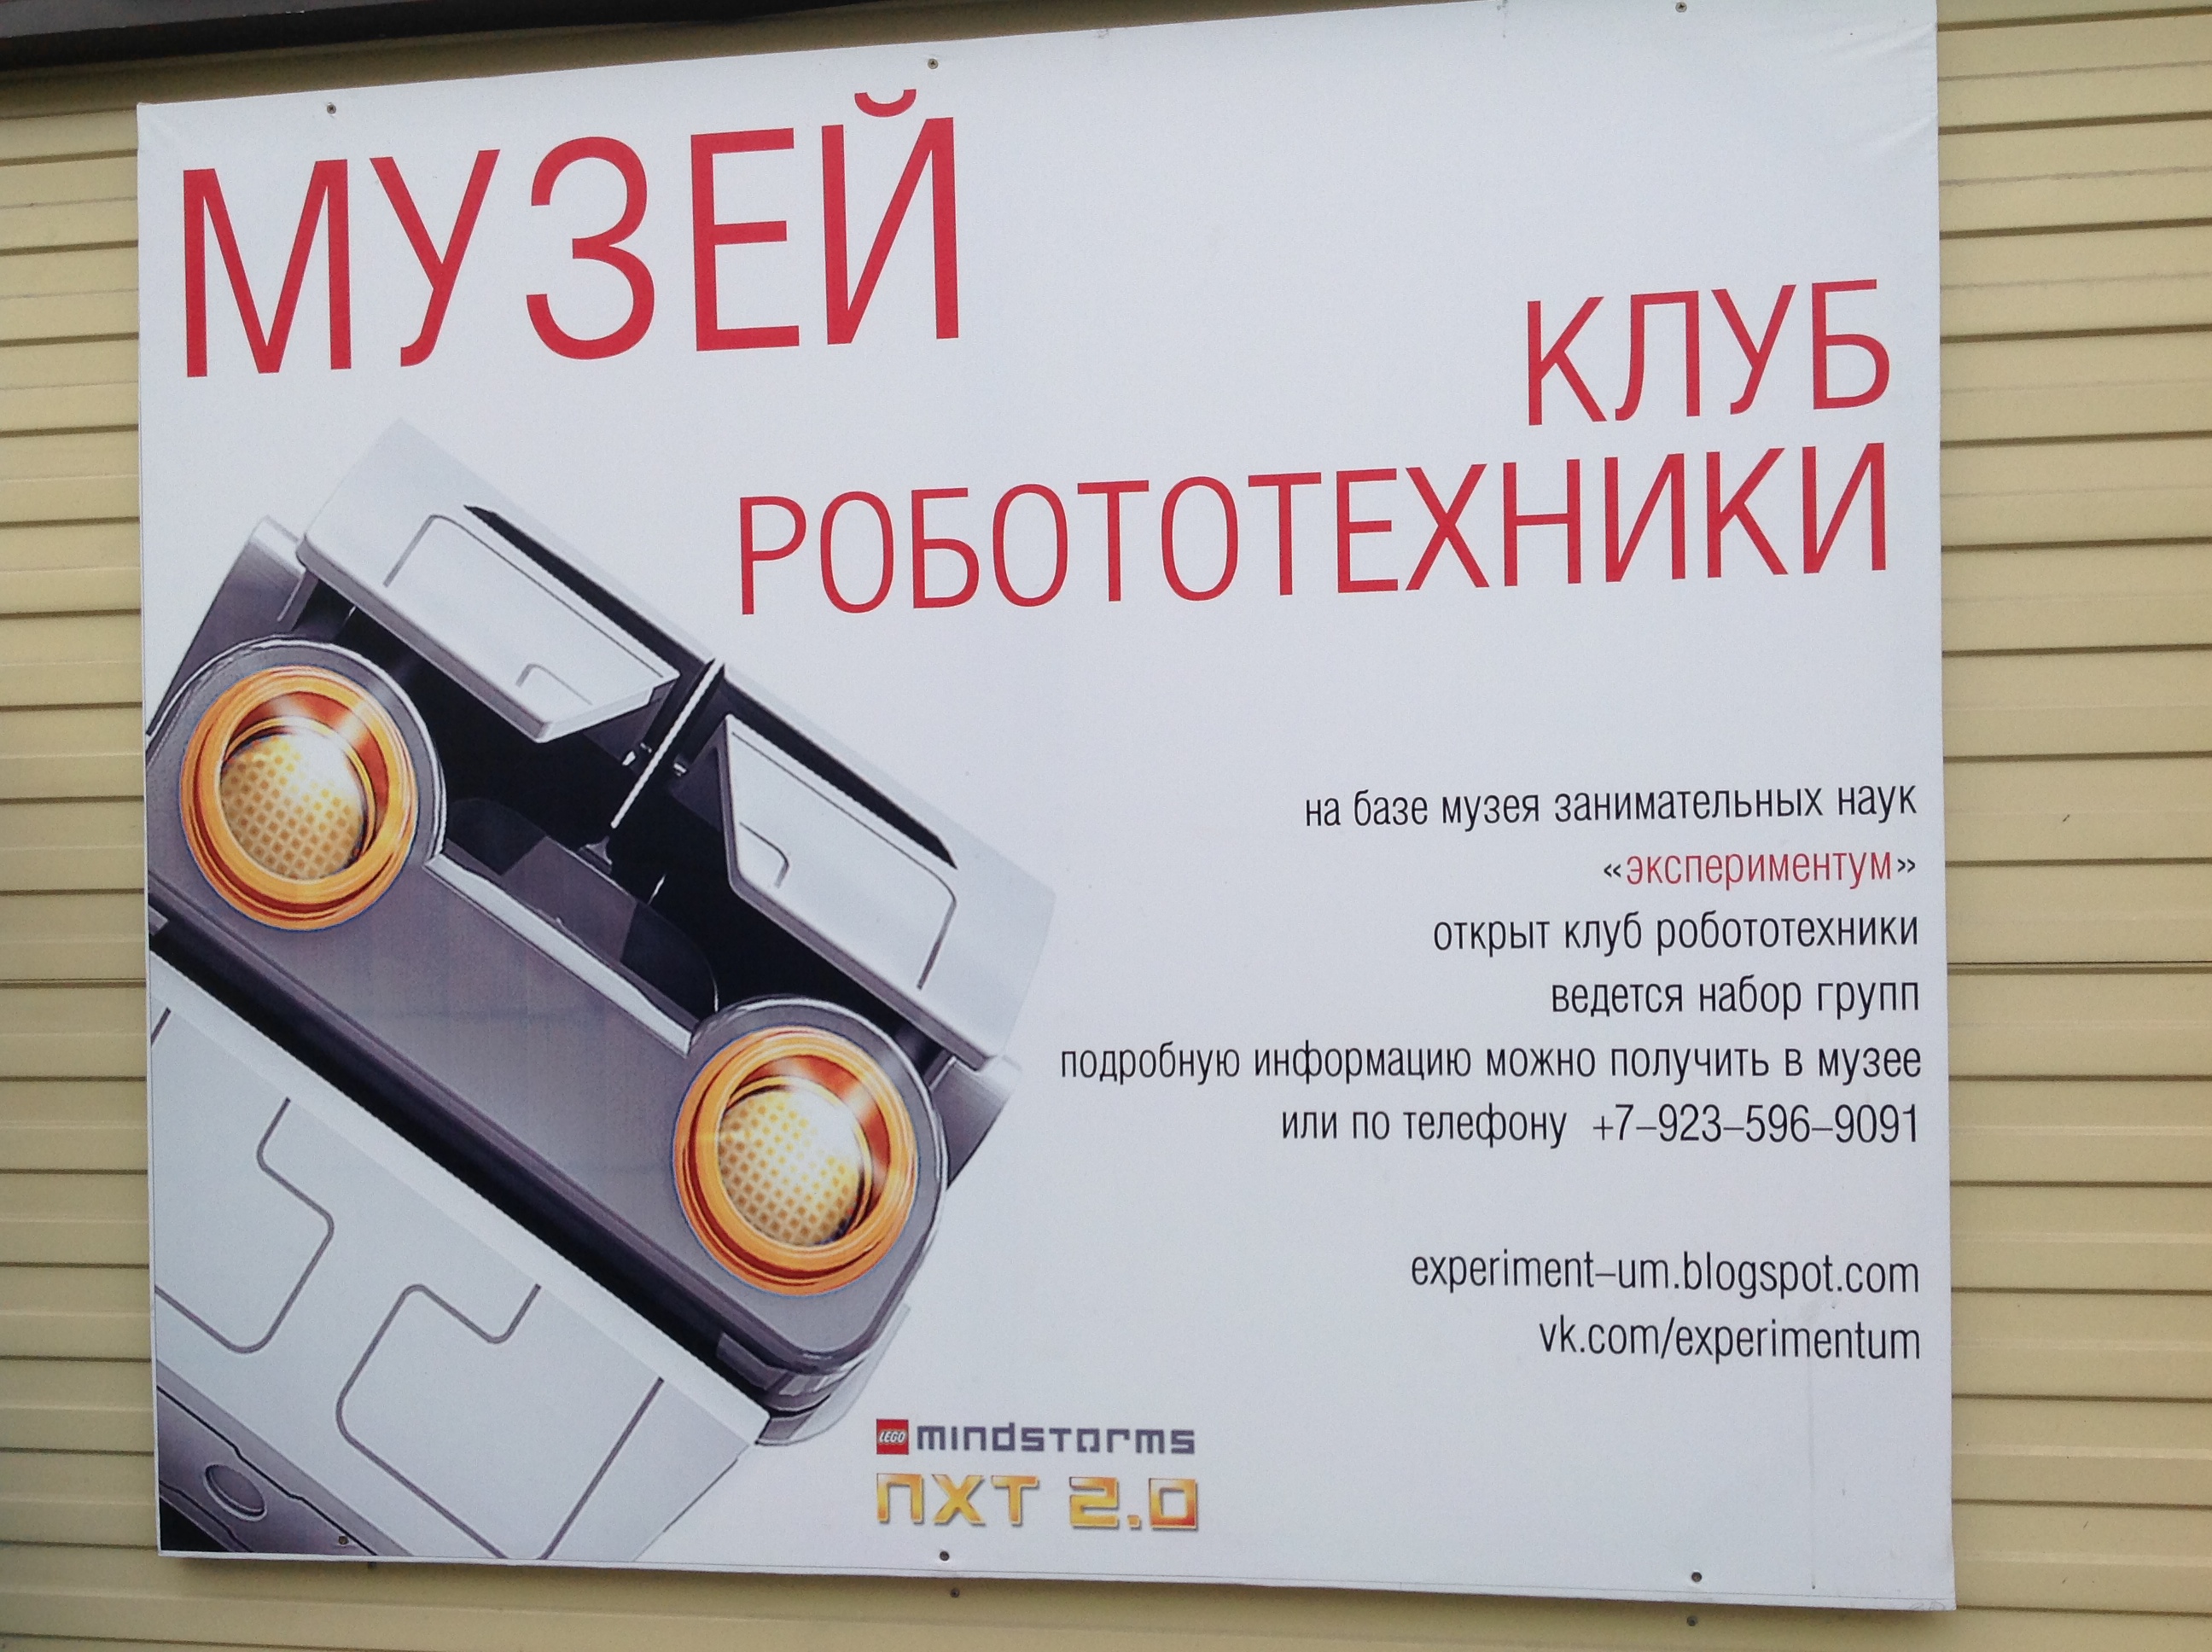 МУЗЕЙ
КЛУБ
РОБОТОТЕХНИКИ
на базе музея занимательных наук
«экспериментум»
открыт клуб робототехники
ведется набор групп
подробную информацию можно получить в музее
или по телефону +7–923–596–9091
experiment–um.blogspot.com
vk.com/experimentum
LEGO mindstorms
NXT 2.0